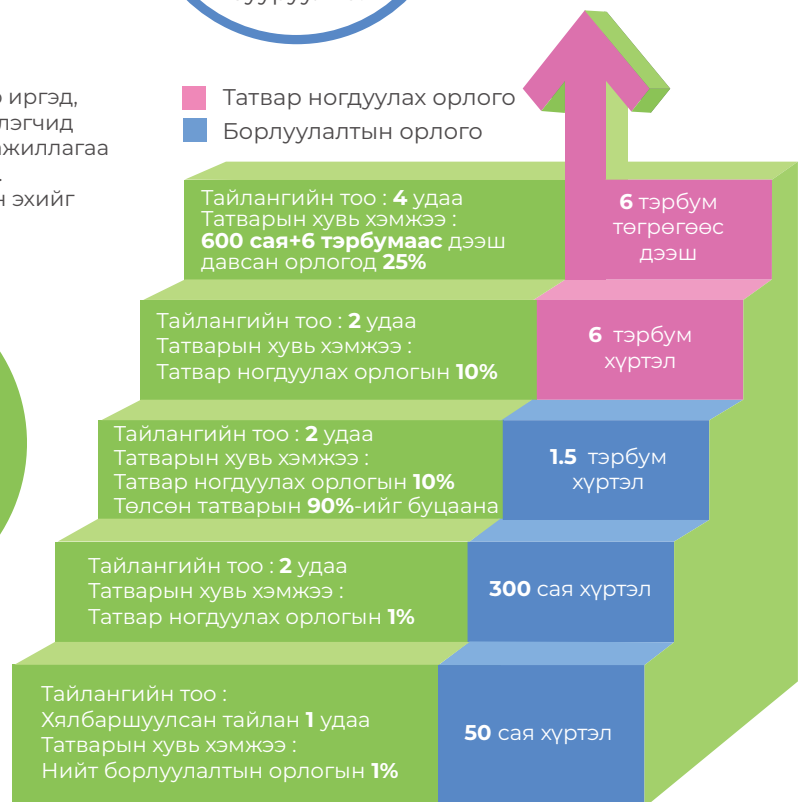 иргэд,
ажиллагаа
эхийг
Татвар ногдуулах орлого
Борлуулалтын орлого
Тайлангийн тоо : 4 удаа
Татварын хувь хэмжээ :
600 сая+6 тэрбумаас дээш
давсан орлогод 25%
6 тэрбум
төгрөгөөс
дээш
Тайлангийн тоо : 2 удаа
Татварын хувь хэмжээ :
Татвар ногдуулах орлогын 10%
6 тэрбум
хүртэл
Тайлангийн тоо : 2 удаа
Татварын хувь хэмжээ :
Татвар ногдуулах орлогын 10%
Төлсөн татварын 90%-ийг буцаана
1.5 тэрбум
хүртэл
Тайлангийн тоо : 2 удаа
Татварын хувь хэмжээ :
Татвар ногдуулах орлогын 1%
300 сая хүртэл
Тайлангийн тоо :
Хялбаршуулсан тайлан 1 удаа
Татварын хувь хэмжээ :
Нийт борлуулалтын орлогын 1%
50 сая хүртэл